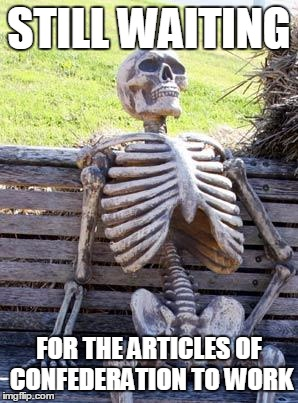 STILL WAITING
FOR THE ARTICLES OF
CONFEDERATION TO WORK
imgflip.com